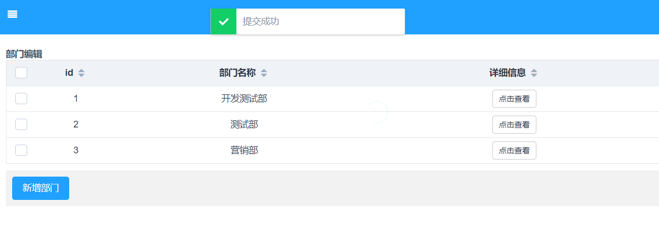 提交成功
部门编辑
id 部门名称 详细信息
1 开发测试部 点击查看
2 测试部 点击查看
3 营销部 点击查看
新增部门